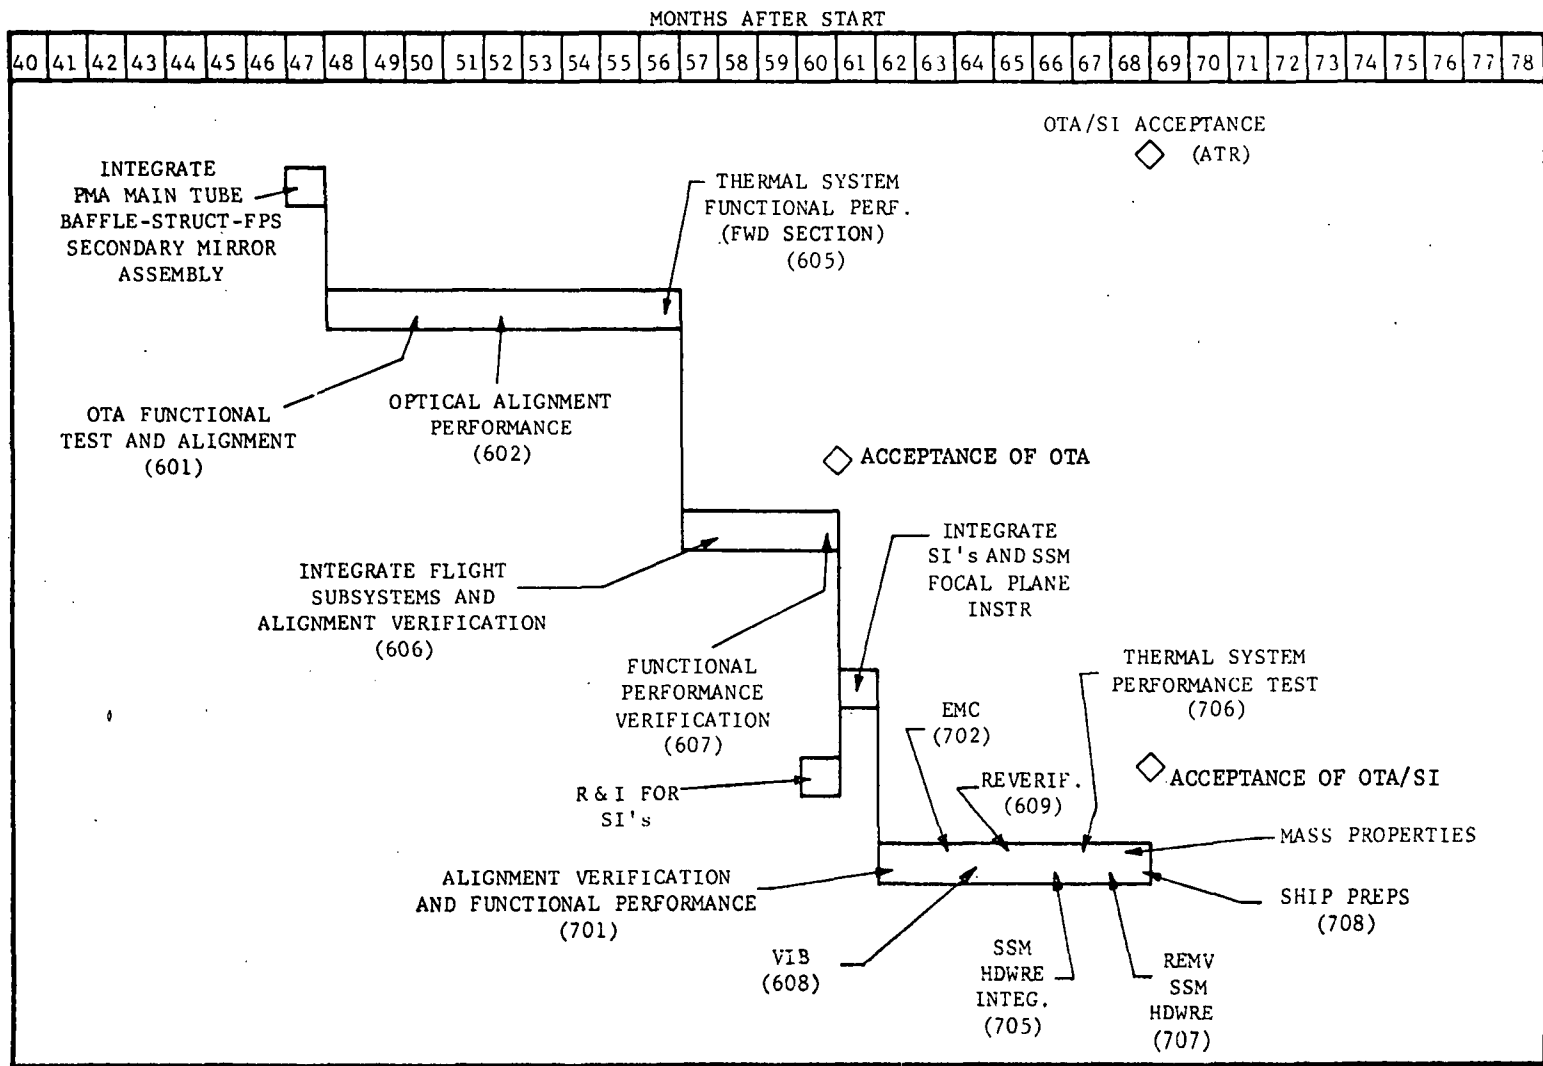 MONTHS AFTER START
40 41 42 43 44 45 46 47 48 49 50 51 52 53 54 55 56 57 58 59 60 61 62 63 64 65 66 67 68 69 70 71 72 73 74 75 76 77 78
OTA/SI ACCEPTANCE
(ATR)
INTEGRATE
PMA MAIN TUBE
BAFFLE-STRUCT-FPS
SECONDARY MIRROR
ASSEMBLY
THERMAL SYSTEM
FUNCTIONAL PERF.
(FWD SECTION)
(605)
OTA FUNCTIONAL
TEST AND ALIGNMENT
(601)
OPTICAL ALIGNMENT
PERFORMANCE
(602)
ACCEPTANCE OF OTA
INTEGRATE FLIGHT
SUBSYSTEMS AND
ALIGNMENT VERIFICATION
(606)
INTEGRATE
SI's AND SSM
FOCAL PLANE
INSTR
FUNCTIONAL
PERFORMANCE
VERIFICATION
(607)
THERMAL SYSTEM
PERFORMANCE TEST
(706)
EMC
(702)
REVERIF.
(609)
ACCEPTANCE OF OTA/SI
R & I FOR
SI's
MASS PROPERTIES
ALIGNMENT VERIFICATION
AND FUNCTIONAL PERFORMANCE
(701)
SHIP PREPS
(708)
VIB
(608)
SSM
HDWRE
INTEG.
(705)
REMV
SSM
HDWRE
(707)